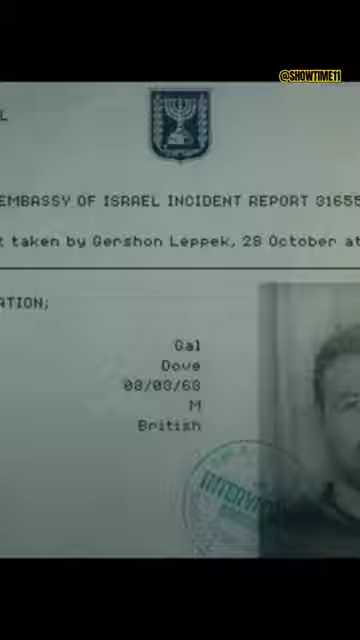 @SHOWTIME11
L
EMBASSY OF ISRAEL INCIDENT REPORT 31655
t taken by Gershon Leppek, 28 October at
ATION;
Gal
Dove
08/08/68
M
British
INTERVIEW